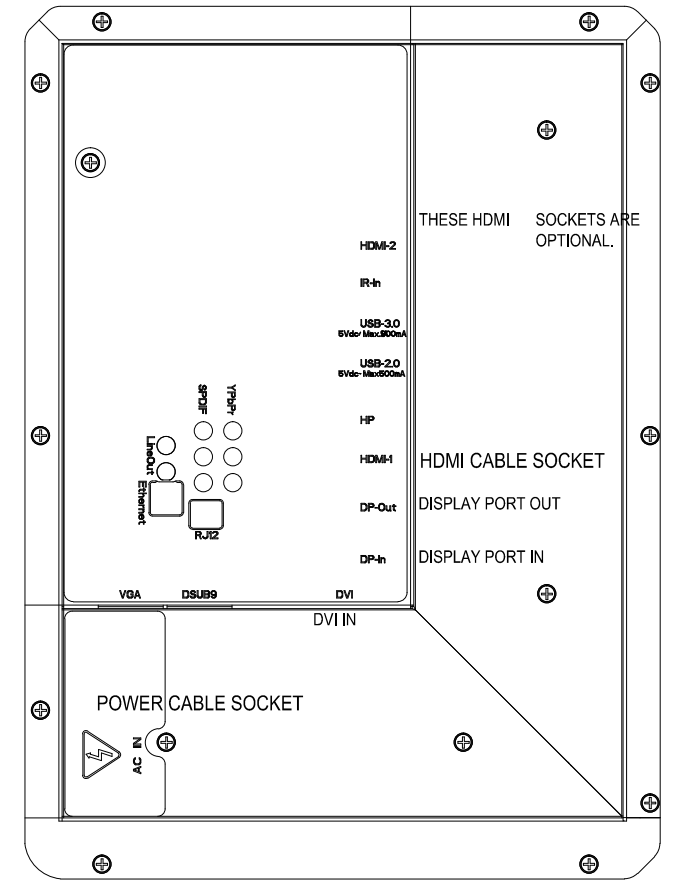 THESE HDMI SOCKETS ARE
OPTIONAL.
HDMI-2
IR-In
USB-3.0
5Vdc⎓Max.900mA
USB-2.0
5Vdc⎓Max500mA
SPDIF
YPbPr
HP
LineOut
HDMI-1
HDMI CABLE SOCKET
Ethernet
DP-Out
DISPLAY PORT OUT
RJ12
DP-In
DISPLAY PORT IN
VGA
DSUB9
DVI
DVI IN
POWER CABLE SOCKET
AC IN